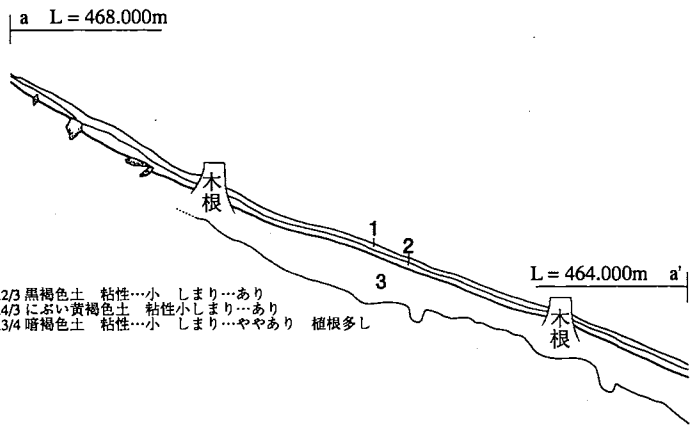 a L = 468.000m
木根
1
2
3
L = 464.000m a'
2/3 黒褐色土 粘性…小 しまり…あり
4/3 にぶい黄褐色土 粘性小しまり…あり
3/4 暗褐色土 粘性…小 しまり…ややあり 植根多し
木根